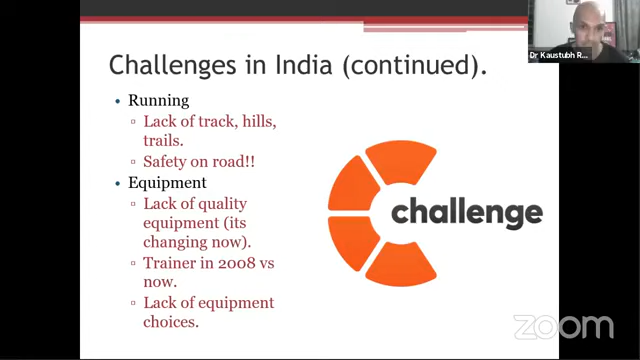 Dr Kaustubh R...
Challenges in India (continued).
• Running
▫ Lack of track, hills,
trails.
▫ Safety on road!!
• Equipment
▫ Lack of quality
equipment (its
changing now).
▫ Trainer in 2008 vs
now.
▫ Lack of equipment
choices.
challenge
zoom